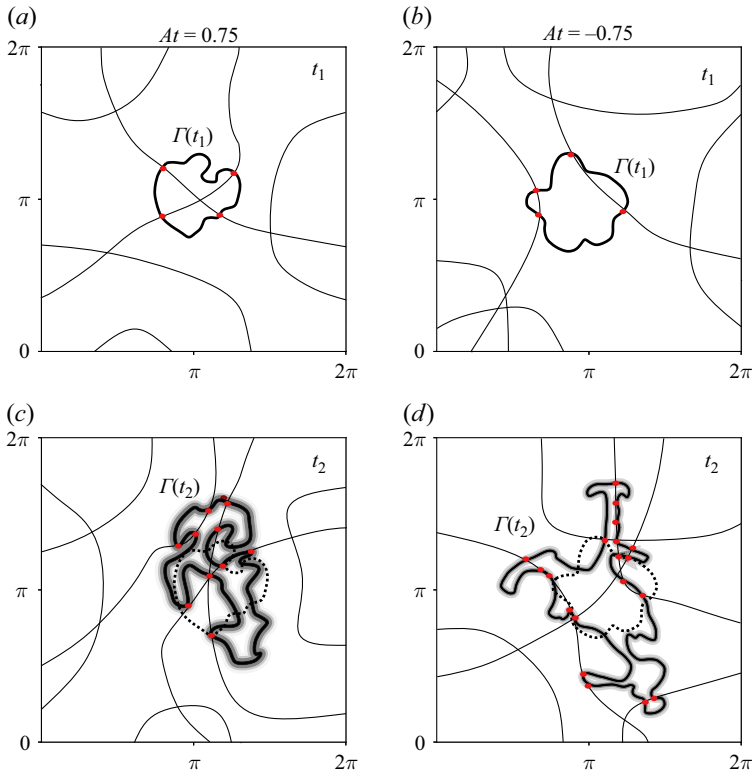 (a)
At = 0.75
(b)
At = –0.75
2π
t₁
Γ(t₁)
π
0
π
2π
2π
t₁
Γ(t₁)
π
0
π
2π
(c)
(d)
2π
t₂
Γ(t₂)
π
0
π
2π
2π
t₂
Γ(t₂)
π
0
π
2π